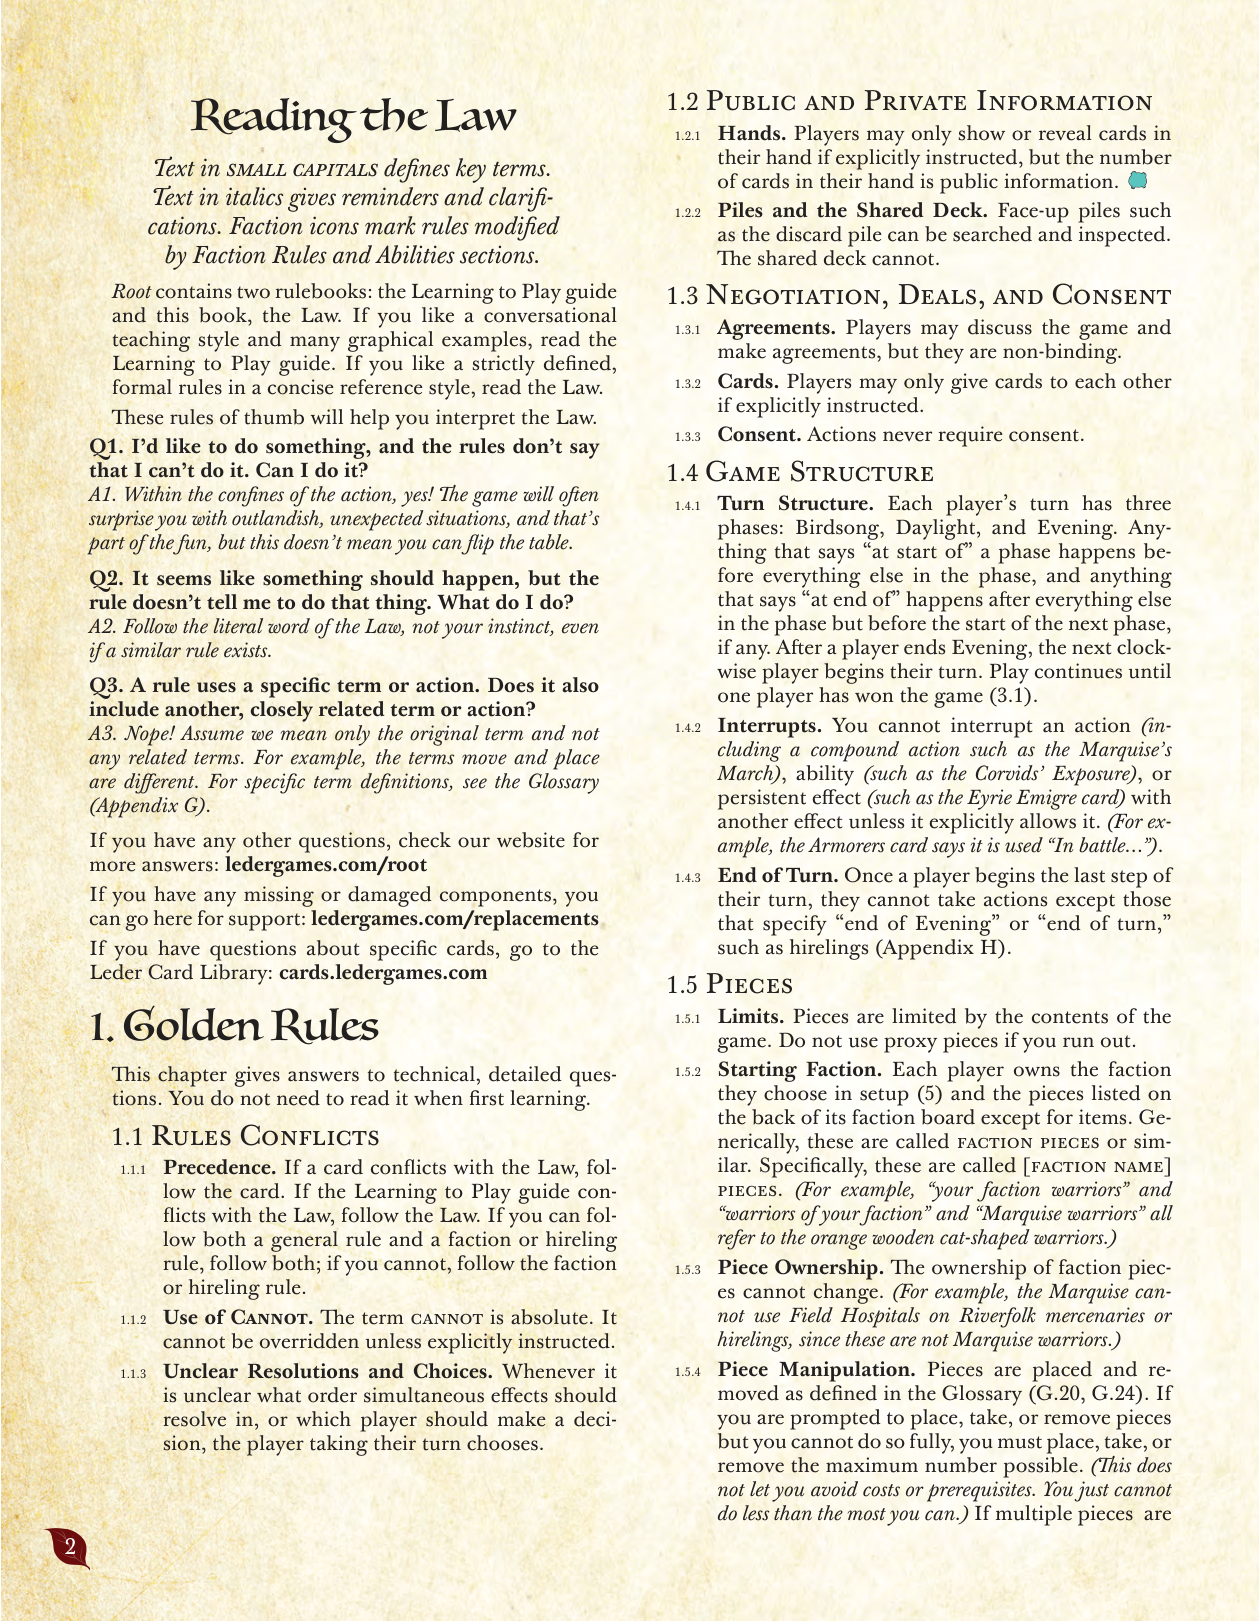 Reading the Law
Text in SMALL CAPITALS defines key terms.
Text in italics gives reminders and clarifi-
cations. Faction icons mark rules modified
by Faction Rules and Abilities sections.
Root contains two rulebooks: the Learning to Play guide
and this book, the Law. If you like a conversational
teaching style and many graphical examples, read the
Learning to Play guide. If you like a strictly defined,
formal rules in a concise reference style, read the Law.
These rules of thumb will help you interpret the Law.
Q1. I’d like to do something, and the rules don’t say
that I can’t do it. Can I do it?
A1. Within the confines of the action, yes! The game will often
surprise you with outlandish, unexpected situations, and that’s
part of the fun, but this doesn’t mean you can flip the table.
Q2. It seems like something should happen, but the
rule doesn’t tell me to do that thing. What do I do?
A2. Follow the literal word of the Law, not your instinct, even
if a similar rule exists.
Q3. A rule uses a specific term or action. Does it also
include another, closely related term or action?
A3. Nope! Assume we mean only the original term and not
any related terms. For example, the terms move and place
are different. For specific term definitions, see the Glossary
(Appendix G).
If you have any other questions, check our website for
more answers: ledergames.com/root
If you have any missing or damaged components, you
can go here for support: ledergames.com/replacements
If you have questions about specific cards, go to the
Leder Card Library: cards.ledergames.com
1. Golden Rules
This chapter gives answers to technical, detailed ques-
tions. You do not need to read it when first learning.
1.1 RULES CONFLICTS
1.1.1 Precedence. If a card conflicts with the Law, fol-
low the card. If the Learning to Play guide con-
flicts with the Law, follow the Law. If you can fol-
low both a general rule and a faction or hireling
rule, follow both; if you cannot, follow the faction
or hireling rule.
1.1.2 Use of CANNOT. The term CANNOT is absolute. It
cannot be overridden unless explicitly instructed.
1.1.3 Unclear Resolutions and Choices. Whenever it
is unclear what order simultaneous effects should
resolve in, or which player should make a deci-
sion, the player taking their turn chooses.
2
1.2 PUBLIC AND PRIVATE INFORMATION
1.2.1 Hands. Players may only show or reveal cards in
their hand if explicitly instructed, but the number
of cards in their hand is public information.
1.2.2 Piles and the Shared Deck. Face-up piles such
as the discard pile can be searched and inspected.
The shared deck cannot.
1.3 NEGOTIATION, DEALS, AND CONSENT
1.3.1 Agreements. Players may discuss the game and
make agreements, but they are non-binding.
1.3.2 Cards. Players may only give cards to each other
if explicitly instructed.
1.3.3 Consent. Actions never require consent.
1.4 GAME STRUCTURE
1.4.1 Turn Structure. Each player’s turn has three
phases: Birdsong, Daylight, and Evening. Any-
thing that says “at start of” a phase happens be-
fore everything else in the phase, and anything
that says “at end of” happens after everything else
in the phase but before the start of the next phase,
if any. After a player ends Evening, the next clock-
wise player begins their turn. Play continues until
one player has won the game (3.1).
1.4.2 Interrupts. You cannot interrupt an action (in-
cluding a compound action such as the Marquise’s
March), ability (such as the Corvids’ Exposure), or
persistent effect (such as the Eyrie Emigre card) with
another effect unless it explicitly allows it. (For ex-
ample, the Armorers card says it is used “In battle...”).
1.4.3 End of Turn. Once a player begins the last step of
their turn, they cannot take actions except those
that specify “end of Evening” or “end of turn,”
such as hirelings (Appendix H).
1.5 PIECES
1.5.1 Limits. Pieces are limited by the contents of the
game. Do not use proxy pieces if you run out.
1.5.2 Starting Faction. Each player owns the faction
they choose in setup (5) and the pieces listed on
the back of its faction board except for items. Ge-
nerically, these are called FACTION PIECES or sim-
ilar. Specifically, these are called [FACTION NAME]
PIECES. (For example, “your faction warriors” and
“warriors of your faction” and “Marquise warriors” all
refer to the orange wooden cat-shaped warriors.)
1.5.3 Piece Ownership. The ownership of faction piec-
es cannot change. (For example, the Marquise can-
not use Field Hospitals on Riverfolk mercenaries or
hirelings, since these are not Marquise warriors.)
1.5.4 Piece Manipulation. Pieces are placed and re-
moved as defined in the Glossary (G.20, G.24). If
you are prompted to place, take, or remove pieces
but you cannot do so fully, you must place, take, or
remove the maximum number possible. (This does
not let you avoid costs or prerequisites. You just cannot
do less than the most you can.) If multiple pieces are